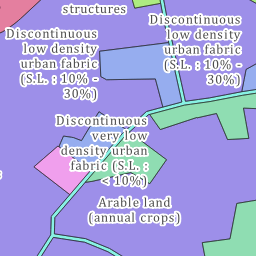 structures
Discontinuous
low density
urban fabric
(S.L. : 10% -
30%)
Discontinuous
low density
urban fabric
(S.L. : 10% -
30%)
Discontinuous
very low
density urban
fabric (S.L. :
< 10%)
Arable land
(annual crops)